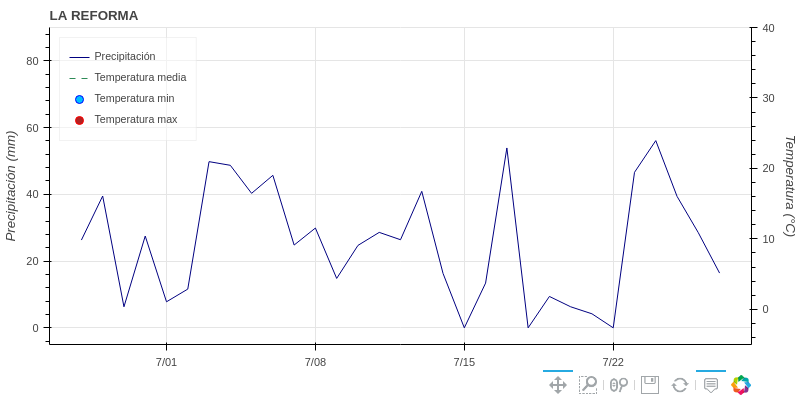 LA REFORMA
Precipitación
Temperatura media
Temperatura min
Temperatura max
Precipitación (mm)
80
60
40
20
0
Temperatura (°C)
40
30
20
10
0
7/01
7/08
7/15
7/22